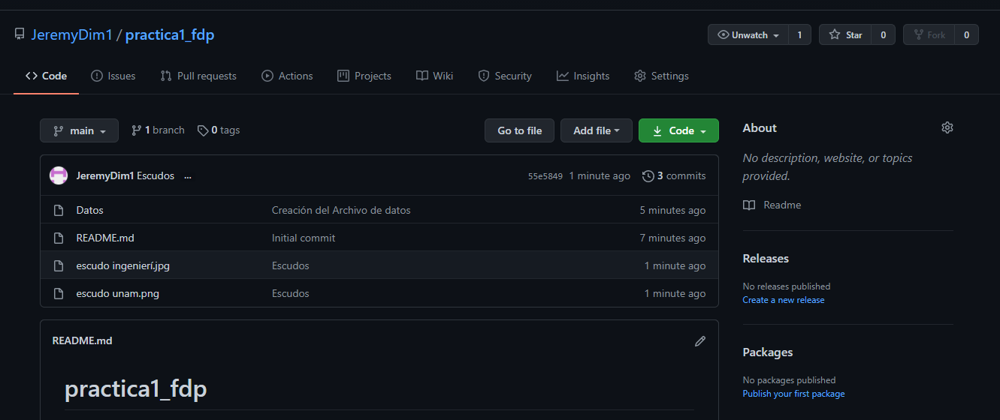 JeremyDim1 / practica1_fdp
Unwatch 1 Star 0 Fork 0
Code Issues Pull requests Actions Projects Wiki Security Insights Settings
main 1 branch 0 tags Go to file Add file Code
JeremyDim1 Escudos ... 55e5849 1 minute ago 3 commits
Datos Creación del Archivo de datos 5 minutes ago
README.md Initial commit 7 minutes ago
escudo ingenierí.jpg Escudos 1 minute ago
escudo unam.png Escudos 1 minute ago
README.md
practica1_fdp
About
No description, website, or topics
provided.
Readme
Releases
No releases published
Create a new release
Packages
No packages published
Publish your first package